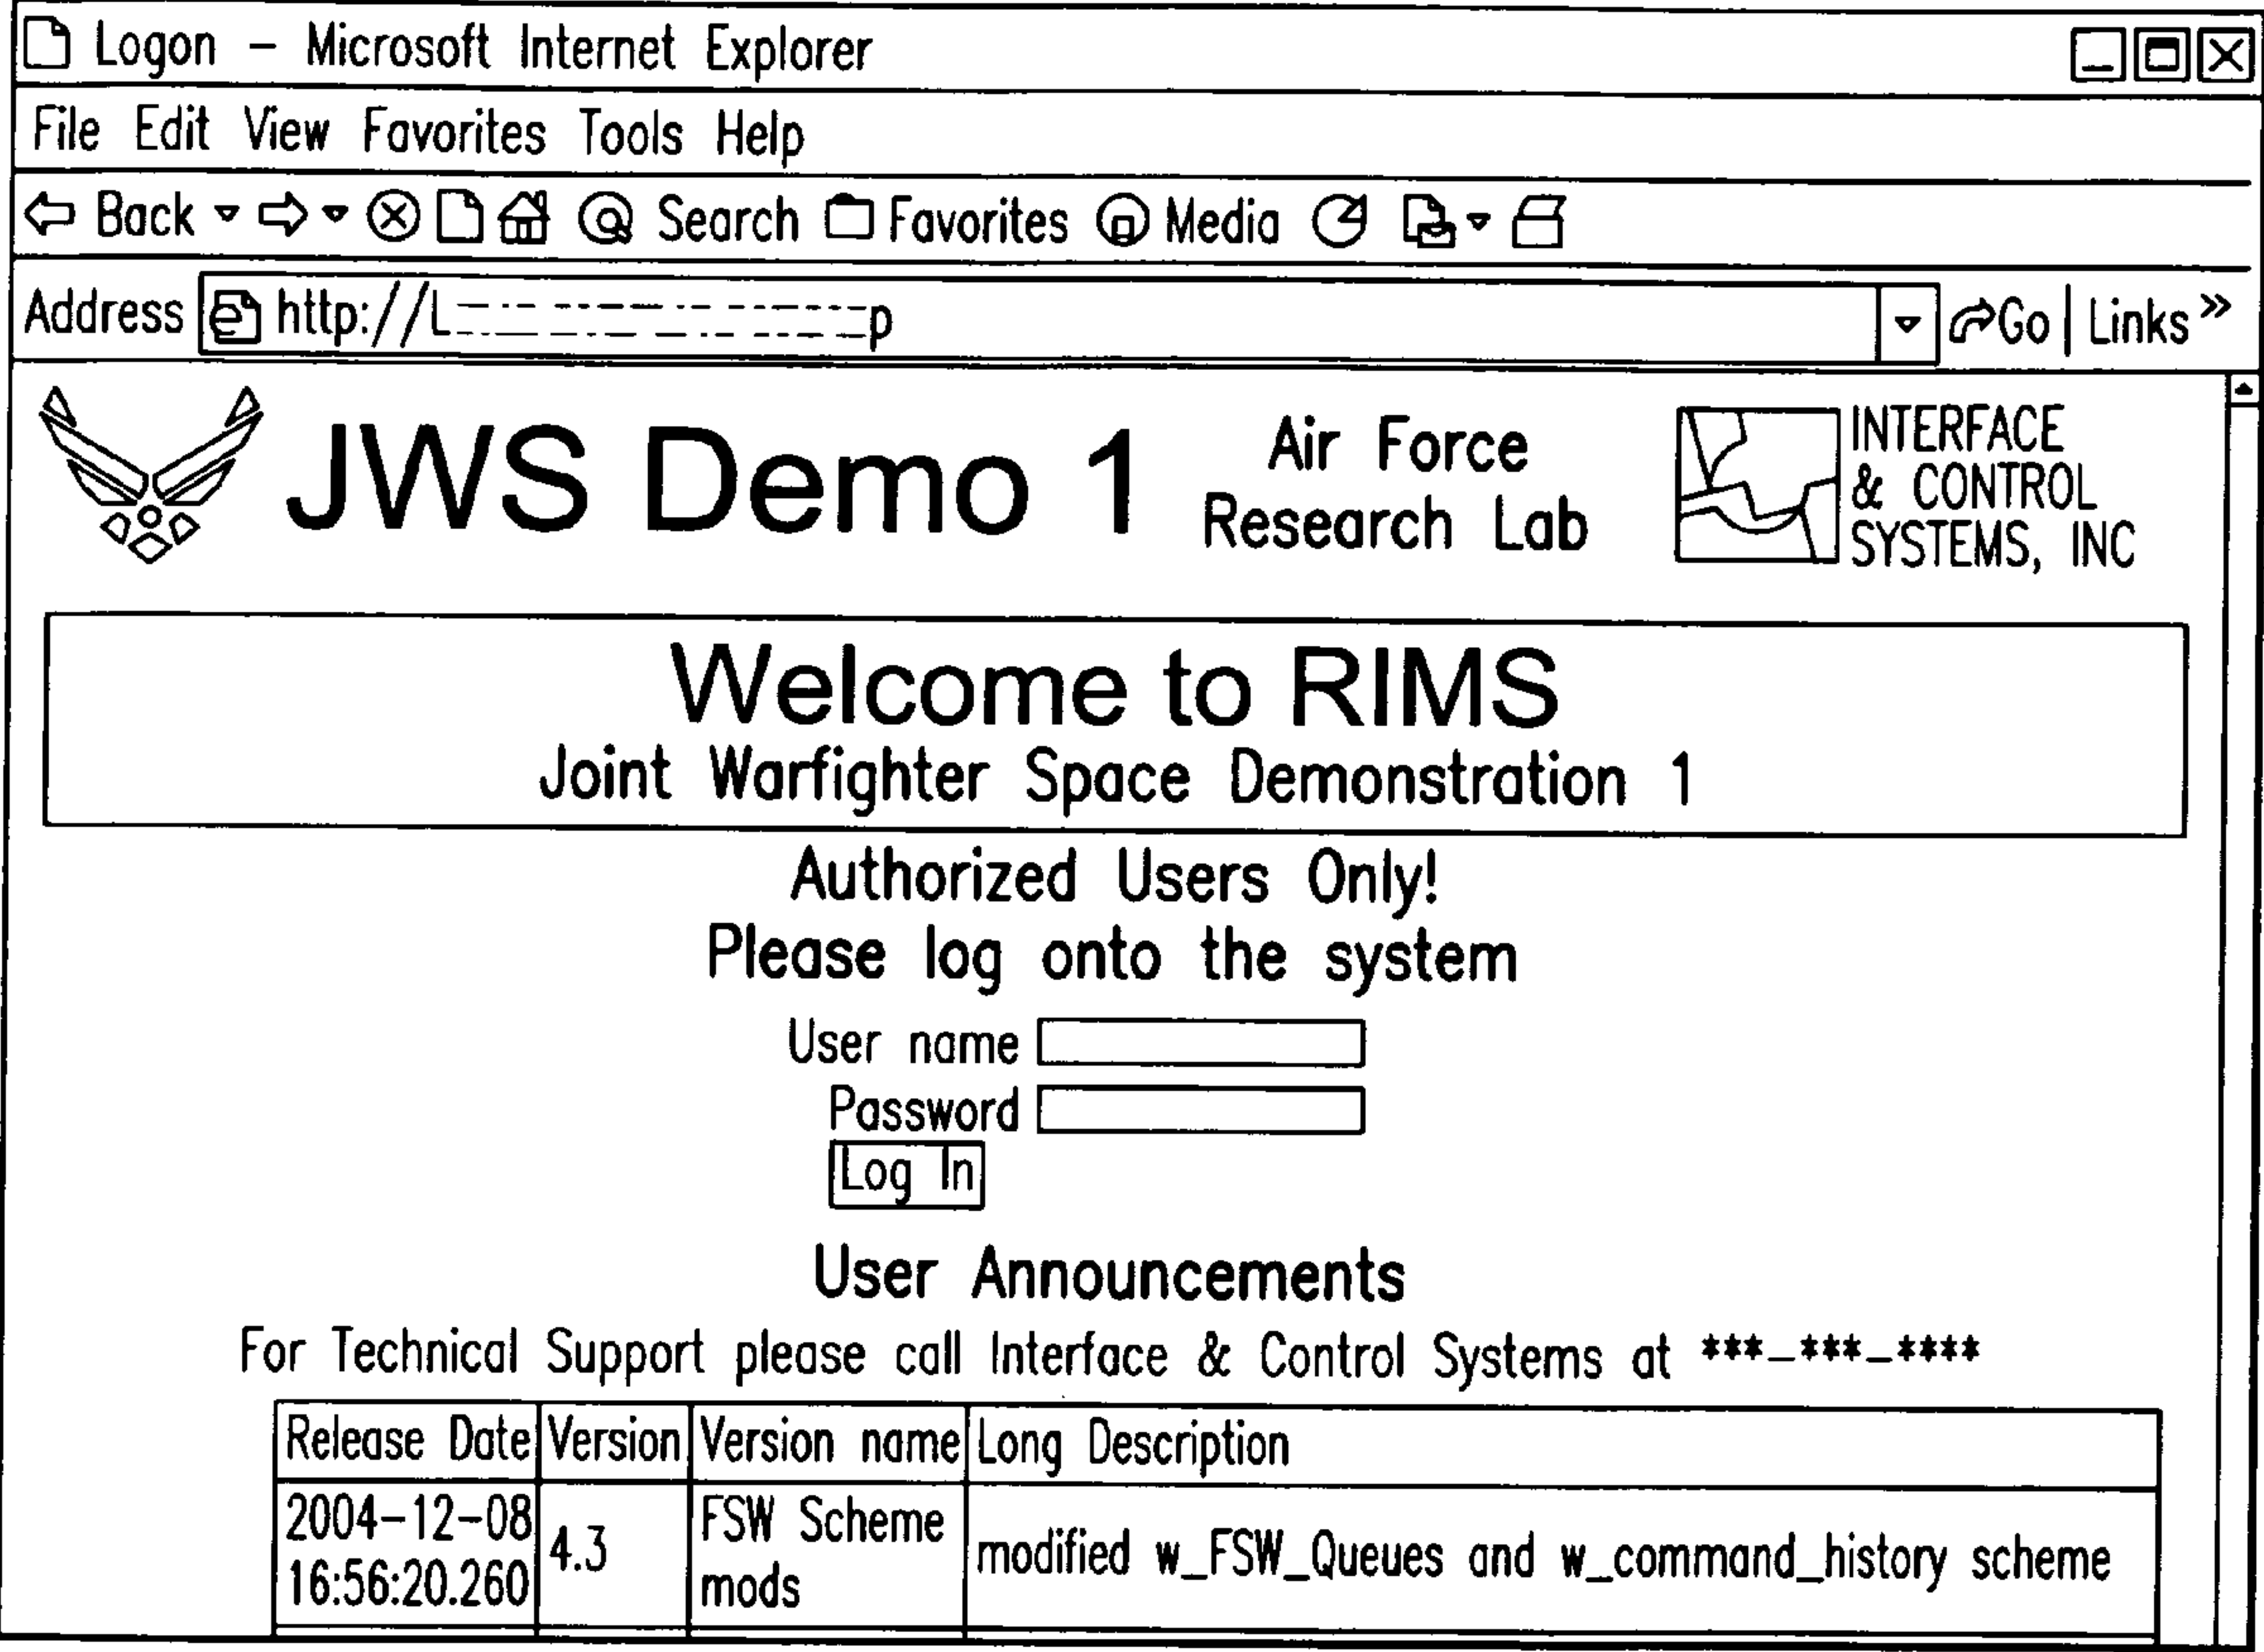 Logon – Microsoft Internet Explorer
File Edit View Favorites Tools Help
Back Search Favorites Media
Address http://L p Go | Links »
JWS Demo 1
Air Force
Research Lab
INTERFACE
& CONTROL
SYSTEMS, INC
Welcome to RIMS
Joint Warfighter Space Demonstration 1
Authorized Users Only!
Please log onto the system
User name
Password
Log In
User Announcements
For Technical Support please call Interface & Control Systems at ***-***-****
Release Date Version Version name Long Description
2004-12-08
16:56:20.260
4.3
FSW Scheme
mods
modified w_FSW_Queues and w_command_history scheme